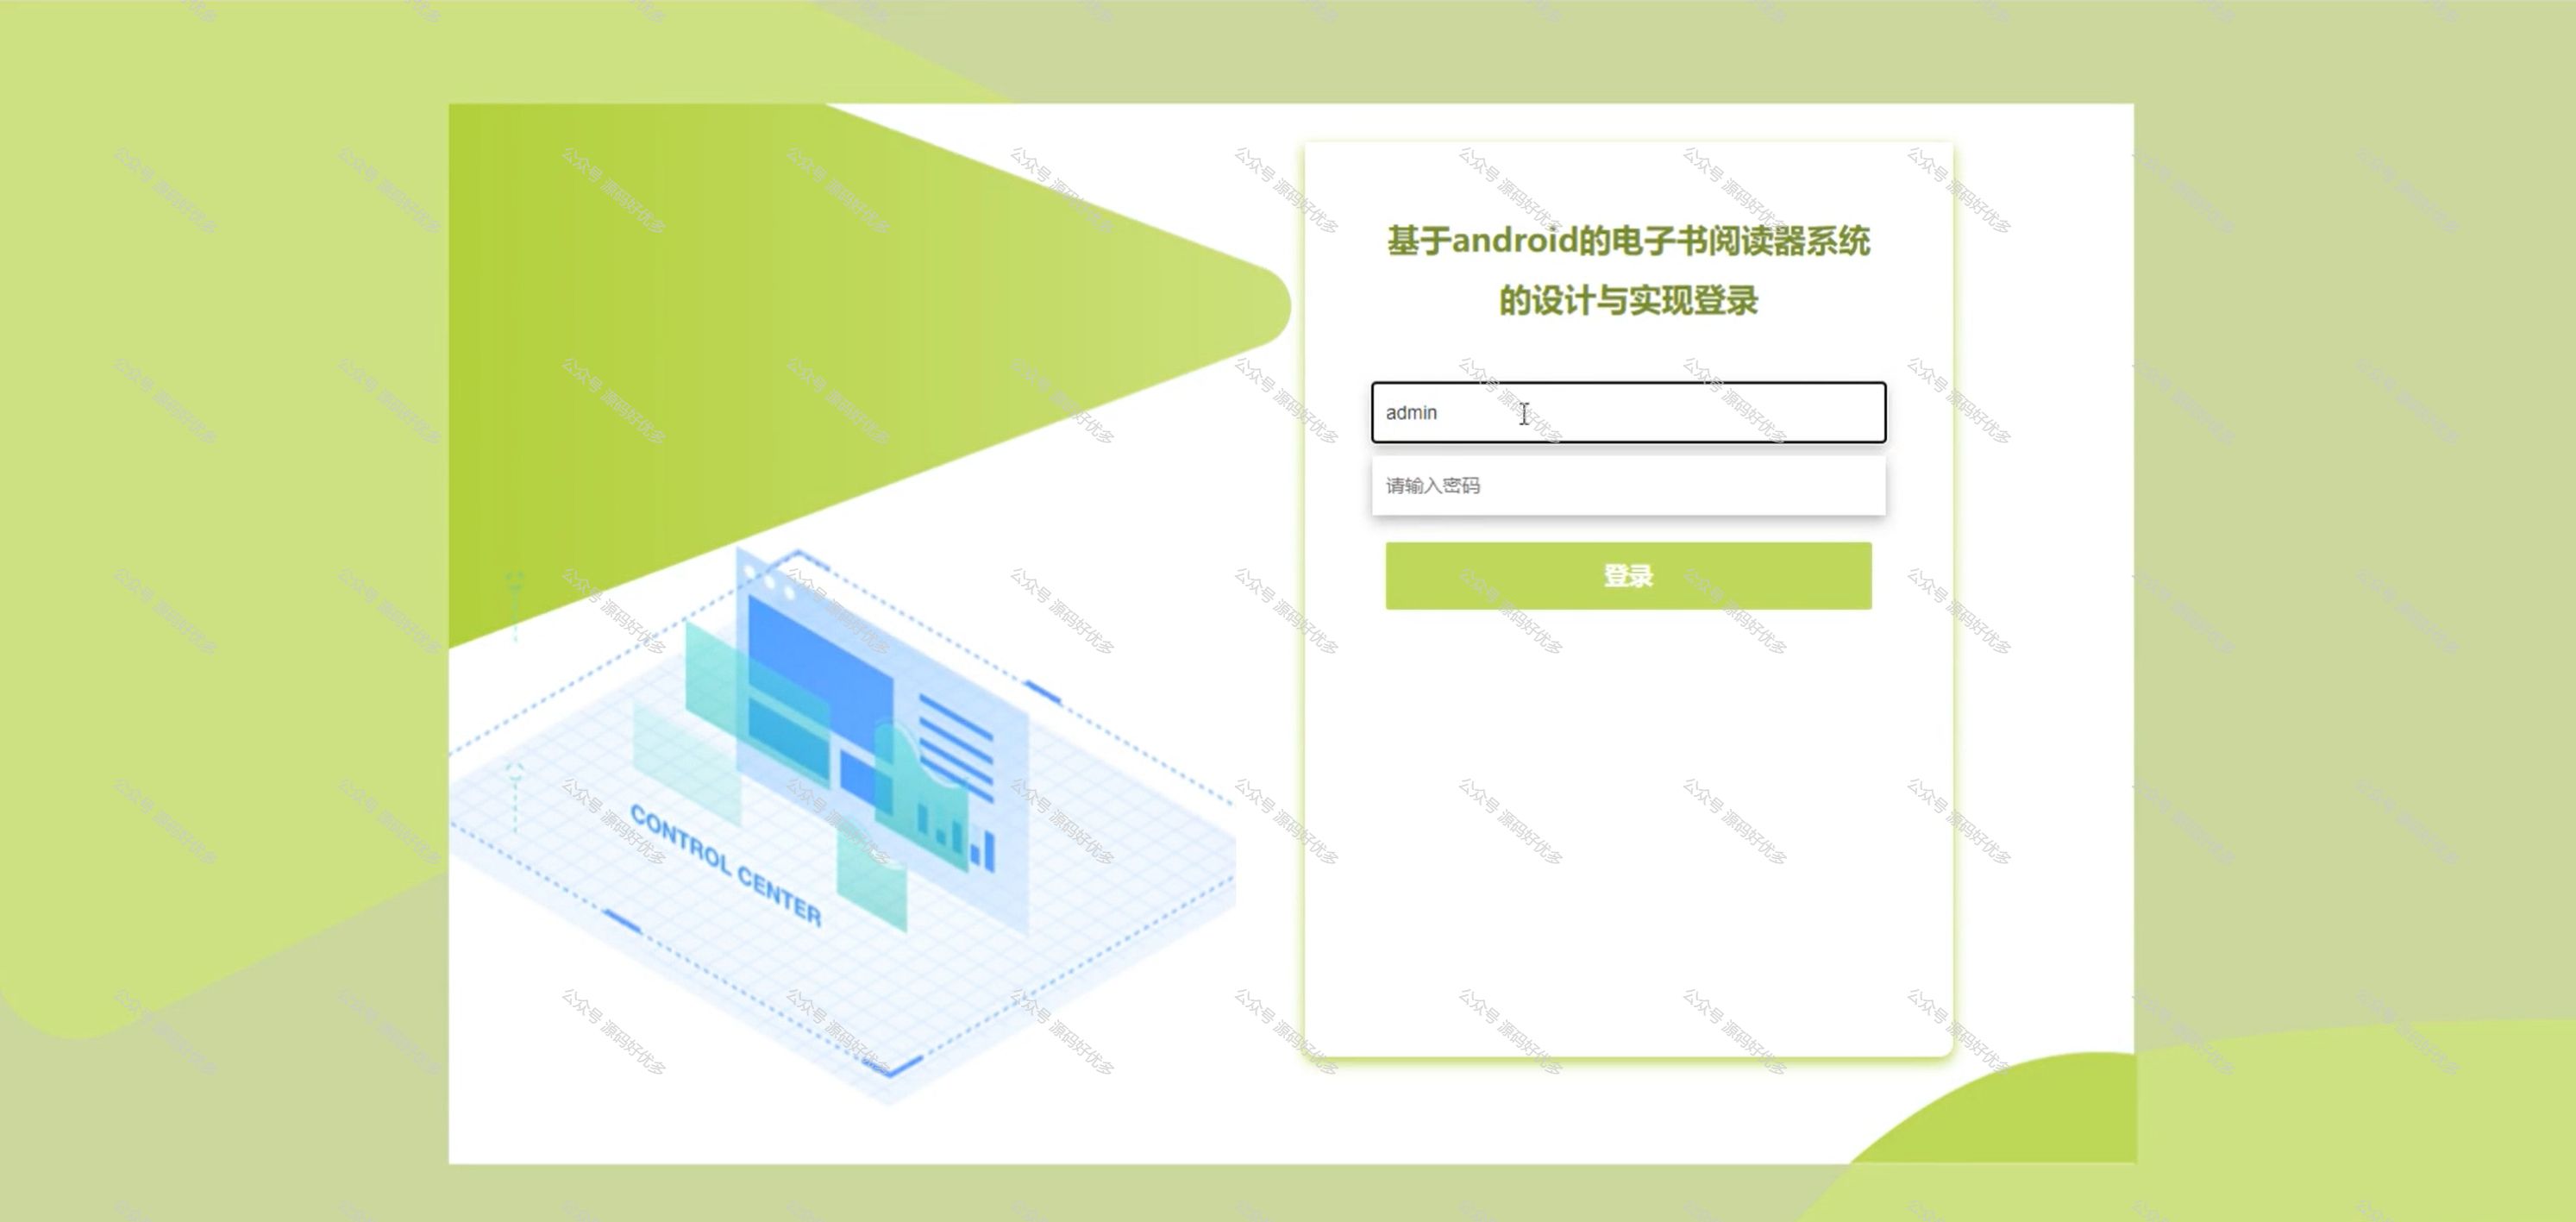 基于android的电子书阅读器系统
的设计与实现登录
admin
请输入密码
登录
CONTROL CENTER
公众号 源码好优多